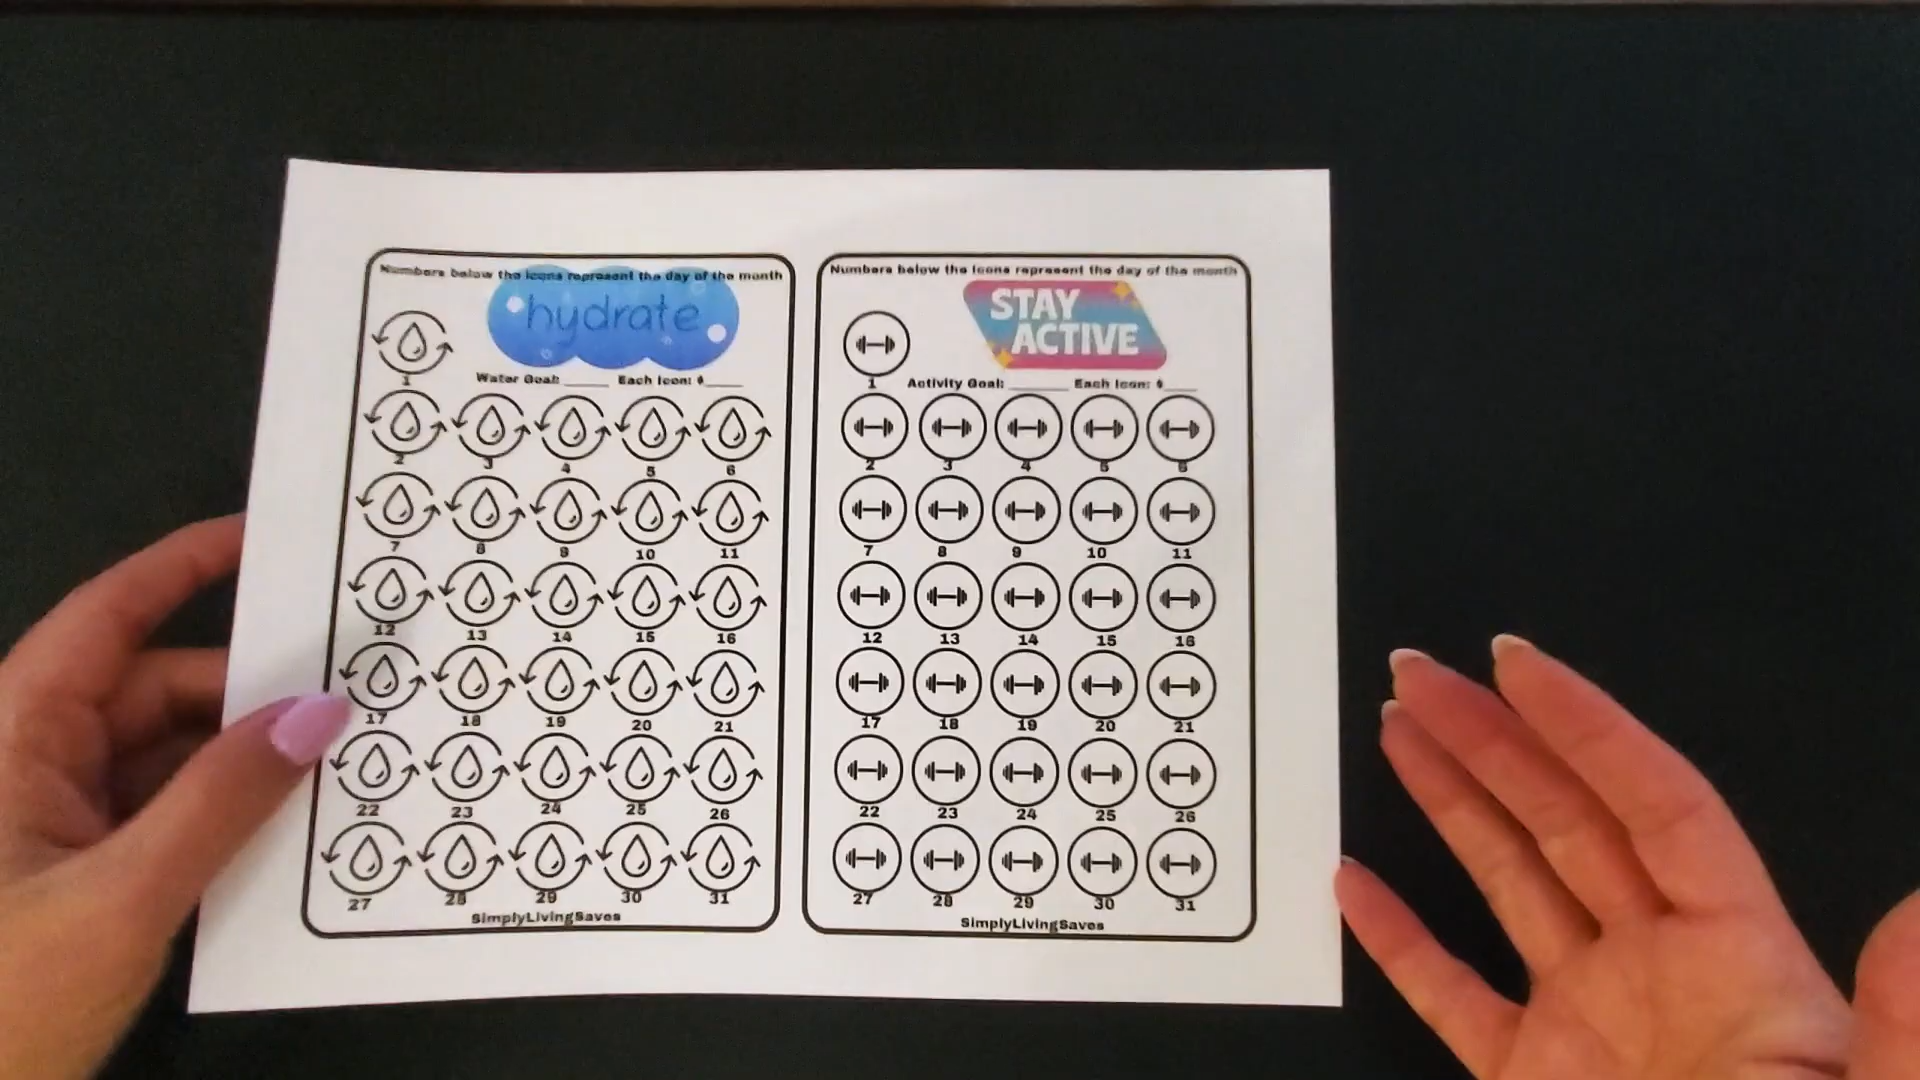 Numbers below the icons represent the day of the month
hydrate
1
Water Goal: _____ Each Icon: $____
2 3 4 5 6
7 8 9 10 11
12 13 14 15 16
17 18 19 20 21
22 23 24 25 26
27 28 29 30 31
SimplyLivingSaves
Numbers below the icons represent the day of the month
STAY
ACTIVE
1
Activity Goal: ______ Each Icon: $___
2 3 4 5 6
7 8 9 10 11
12 13 14 15 16
17 18 19 20 21
22 23 24 25 26
27 28 29 30 31
SimplyLivingSaves